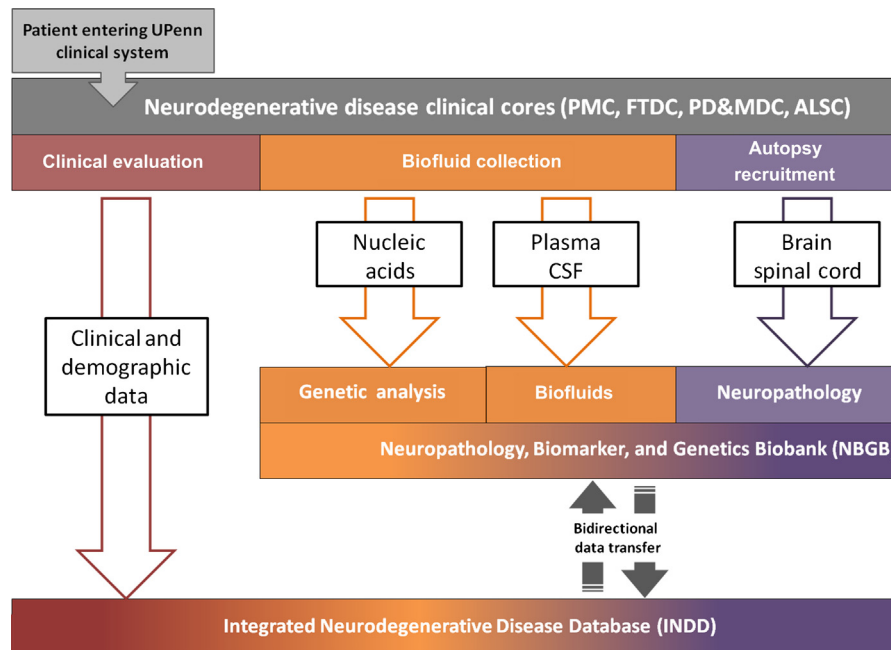 Patient entering UPenn
clinical system
Neurodegenerative disease clinical cores (PMC, FTDC, PD&MDC, ALSC)
Clinical evaluation
Biofluid collection
Autopsy
recruitment
Nucleic
acids
Plasma
CSF
Brain
spinal cord
Clinical and
demographic
data
Genetic analysis
Biofluids
Neuropathology
Neuropathology, Biomarker, and Genetics Biobank (NBGB
Bidirectional
data transfer
Integrated Neurodegenerative Disease Database (INDD)